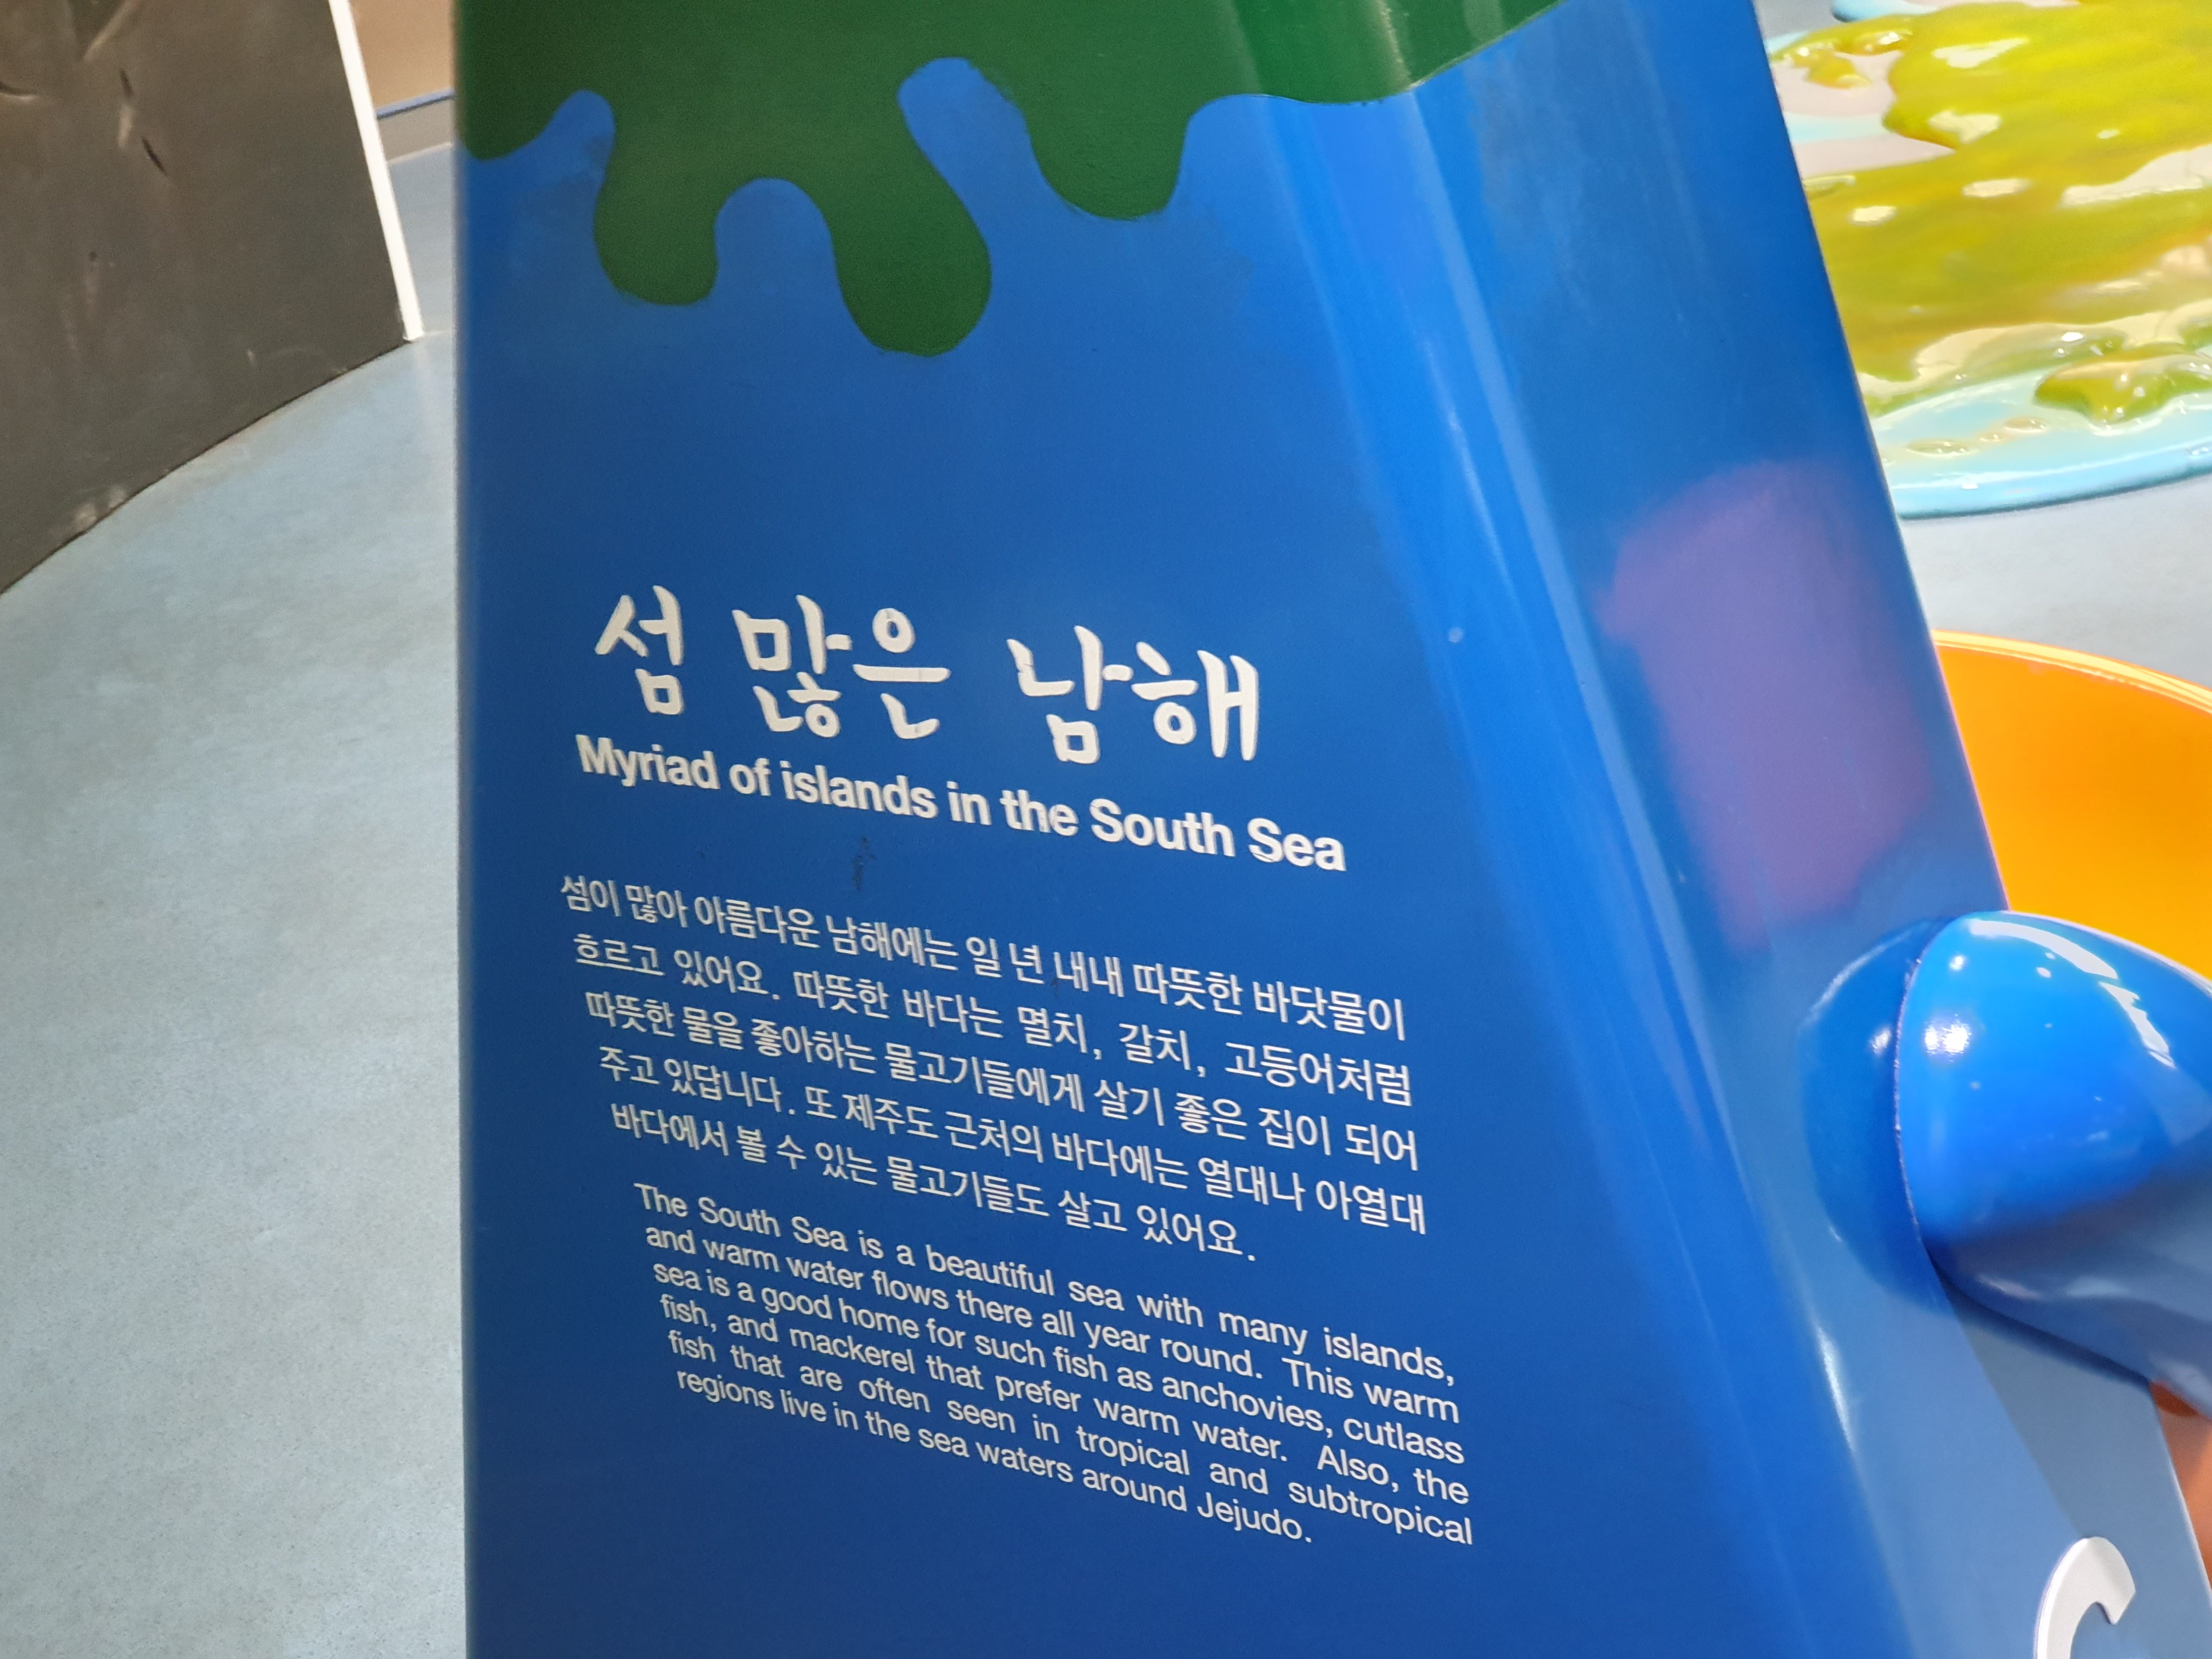 섬 많은 남해
Myriad of islands in the South Sea
섬이 많아 아름다운 남해에는 일 년 내내 따뜻한 바닷물이
흐르고 있어요. 따뜻한 바다는 멸치, 갈치, 고등어처럼
따뜻한 물을 좋아하는 물고기들에게 살기 좋은 집이 되어
주고 있답니다. 또 제주도 근처의 바다에는 열대나 아열대
바다에서 볼 수 있는 물고기들도 살고 있어요.
The South Sea is a beautiful sea with many islands,
and warm water flows there all year round. This warm
sea is a good home for such fish as anchovies, cutlass
fish, and mackerel that prefer warm water. Also, the
fish that are often seen in tropical and subtropical
regions live in the sea waters around Jejudo.